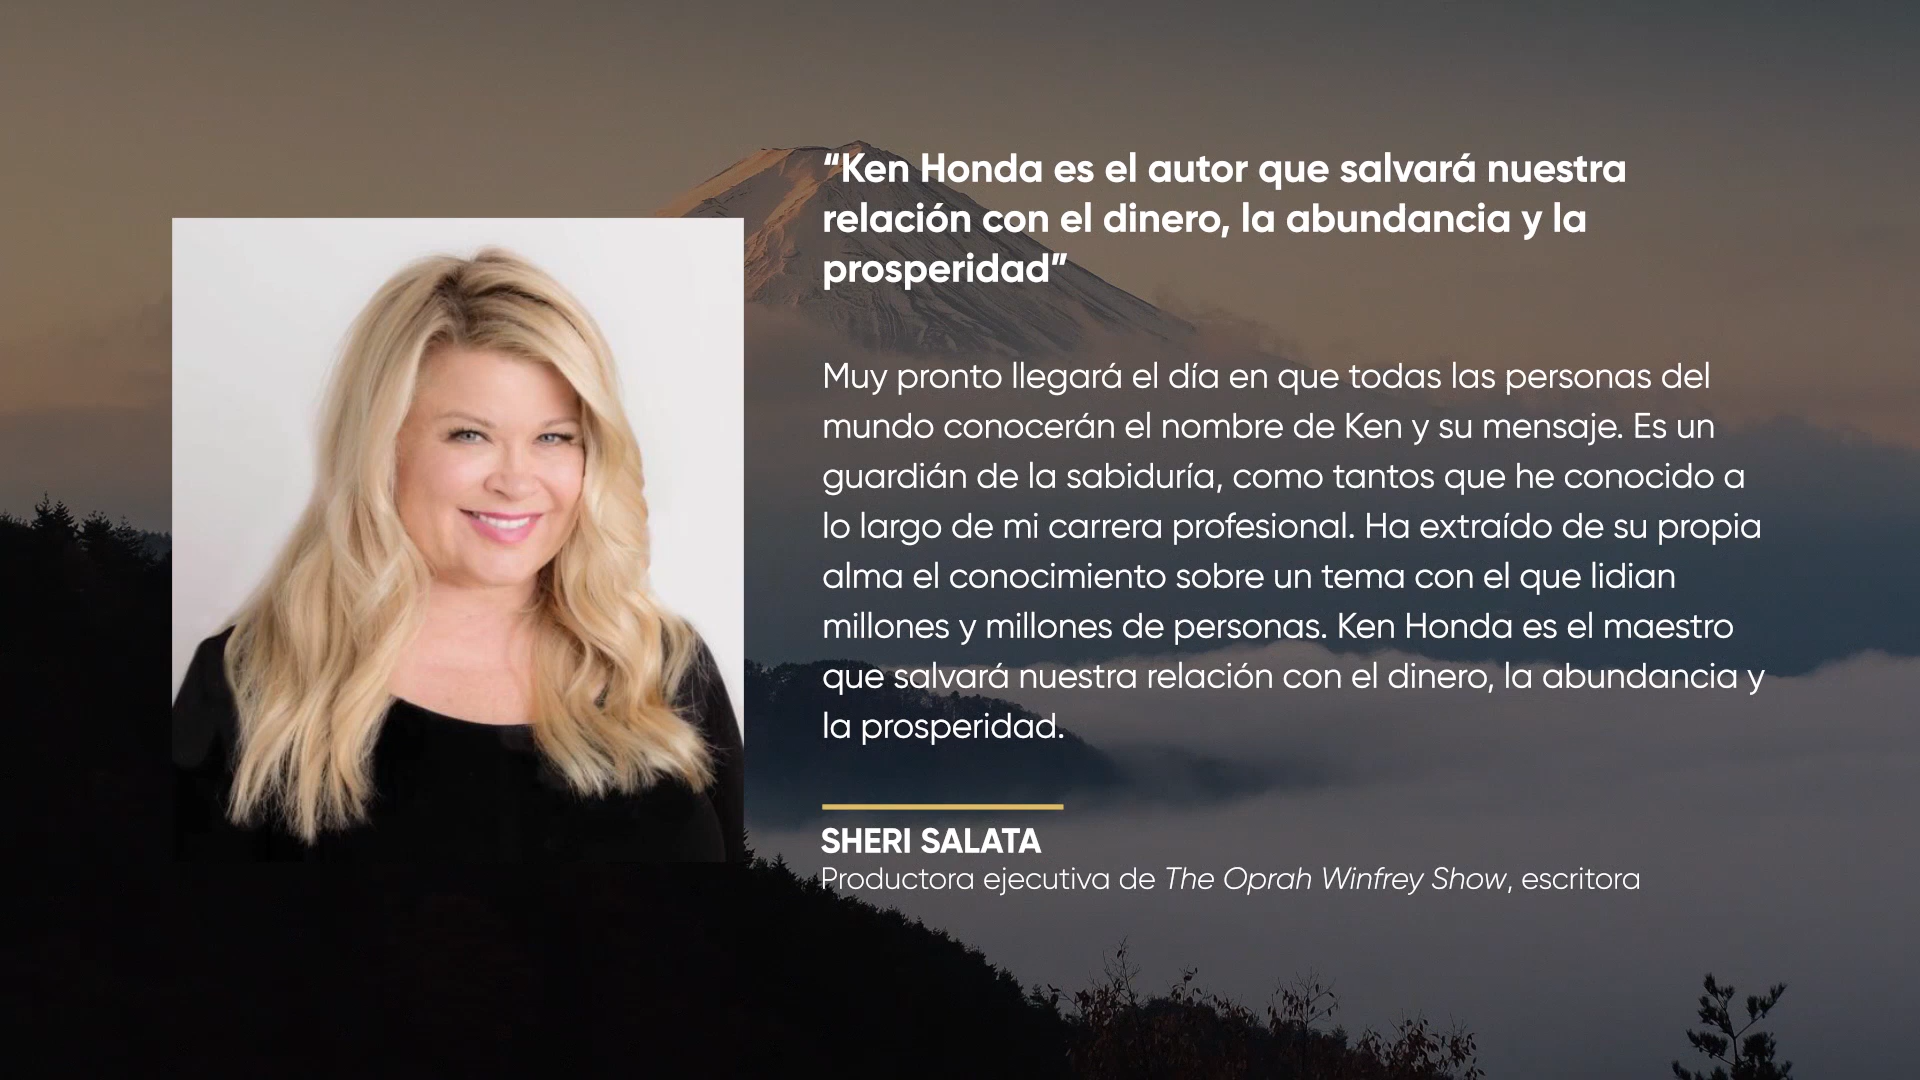 “Ken Honda es el autor que salvará nuestra
relación con el dinero, la abundancia y la
prosperidad”
Muy pronto llegará el día en que todas las personas del
mundo conocerán el nombre de Ken y su mensaje. Es un
guardián de la sabiduría, como tantos que he conocido a
lo largo de mi carrera profesional. Ha extraído de su propia
alma el conocimiento sobre un tema con el que lidian
millones y millones de personas. Ken Honda es el maestro
que salvará nuestra relación con el dinero, la abundancia y
la prosperidad.
SHERI SALATA
Productora ejecutiva de The Oprah Winfrey Show, escritora